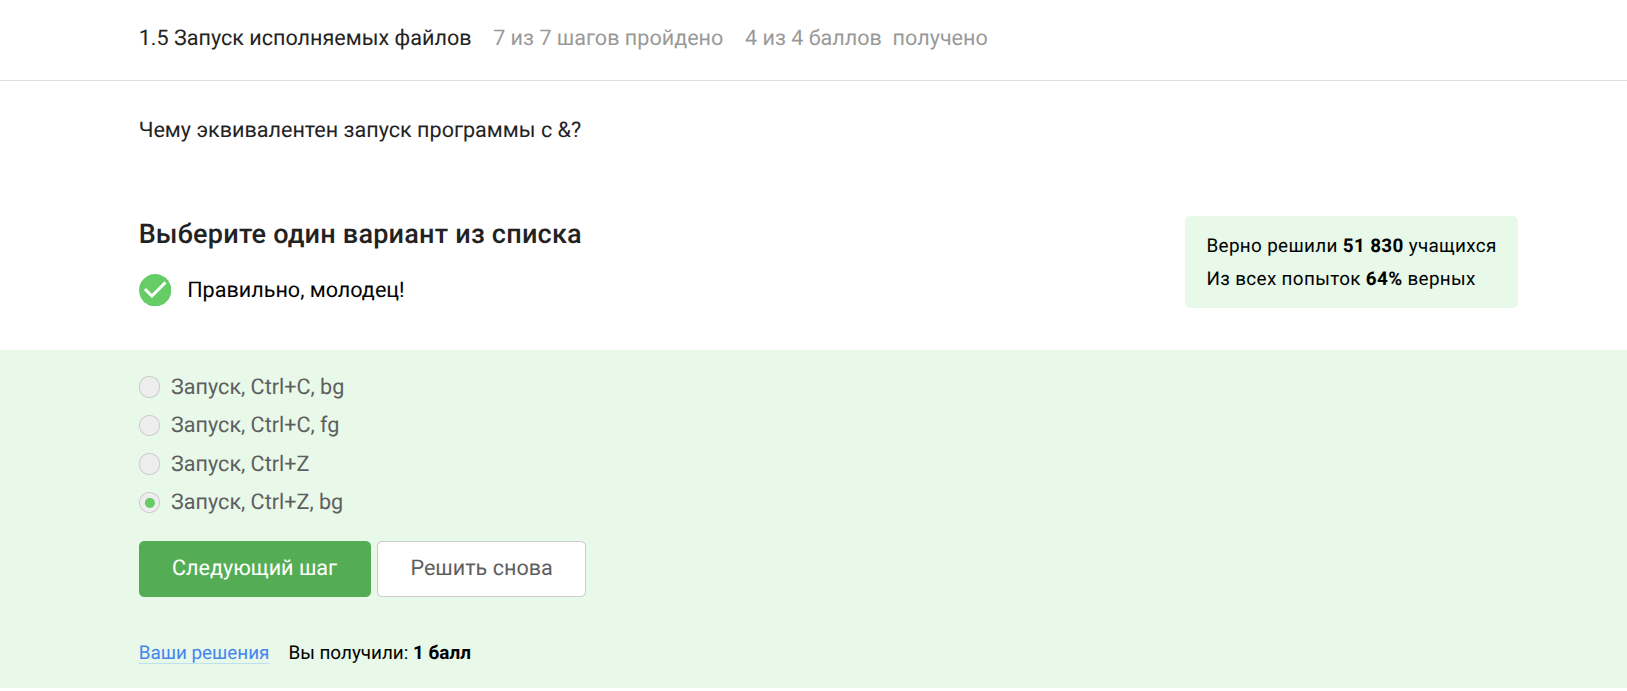 1.5 Запуск исполняемых файлов 7 из 7 шагов пройдено 4 из 4 баллов получено
Чему эквивалентен запуск программы с &?
Выберите один вариант из списка
Правильно, молодец!
Верно решили 51 830 учащихся
Из всех попыток 64% верных
Запуск, Ctrl+C, bg
Запуск, Ctrl+C, fg
Запуск, Ctrl+Z
Запуск, Ctrl+Z, bg
Следующий шаг Решить снова
Ваши решения Вы получили: 1 балл